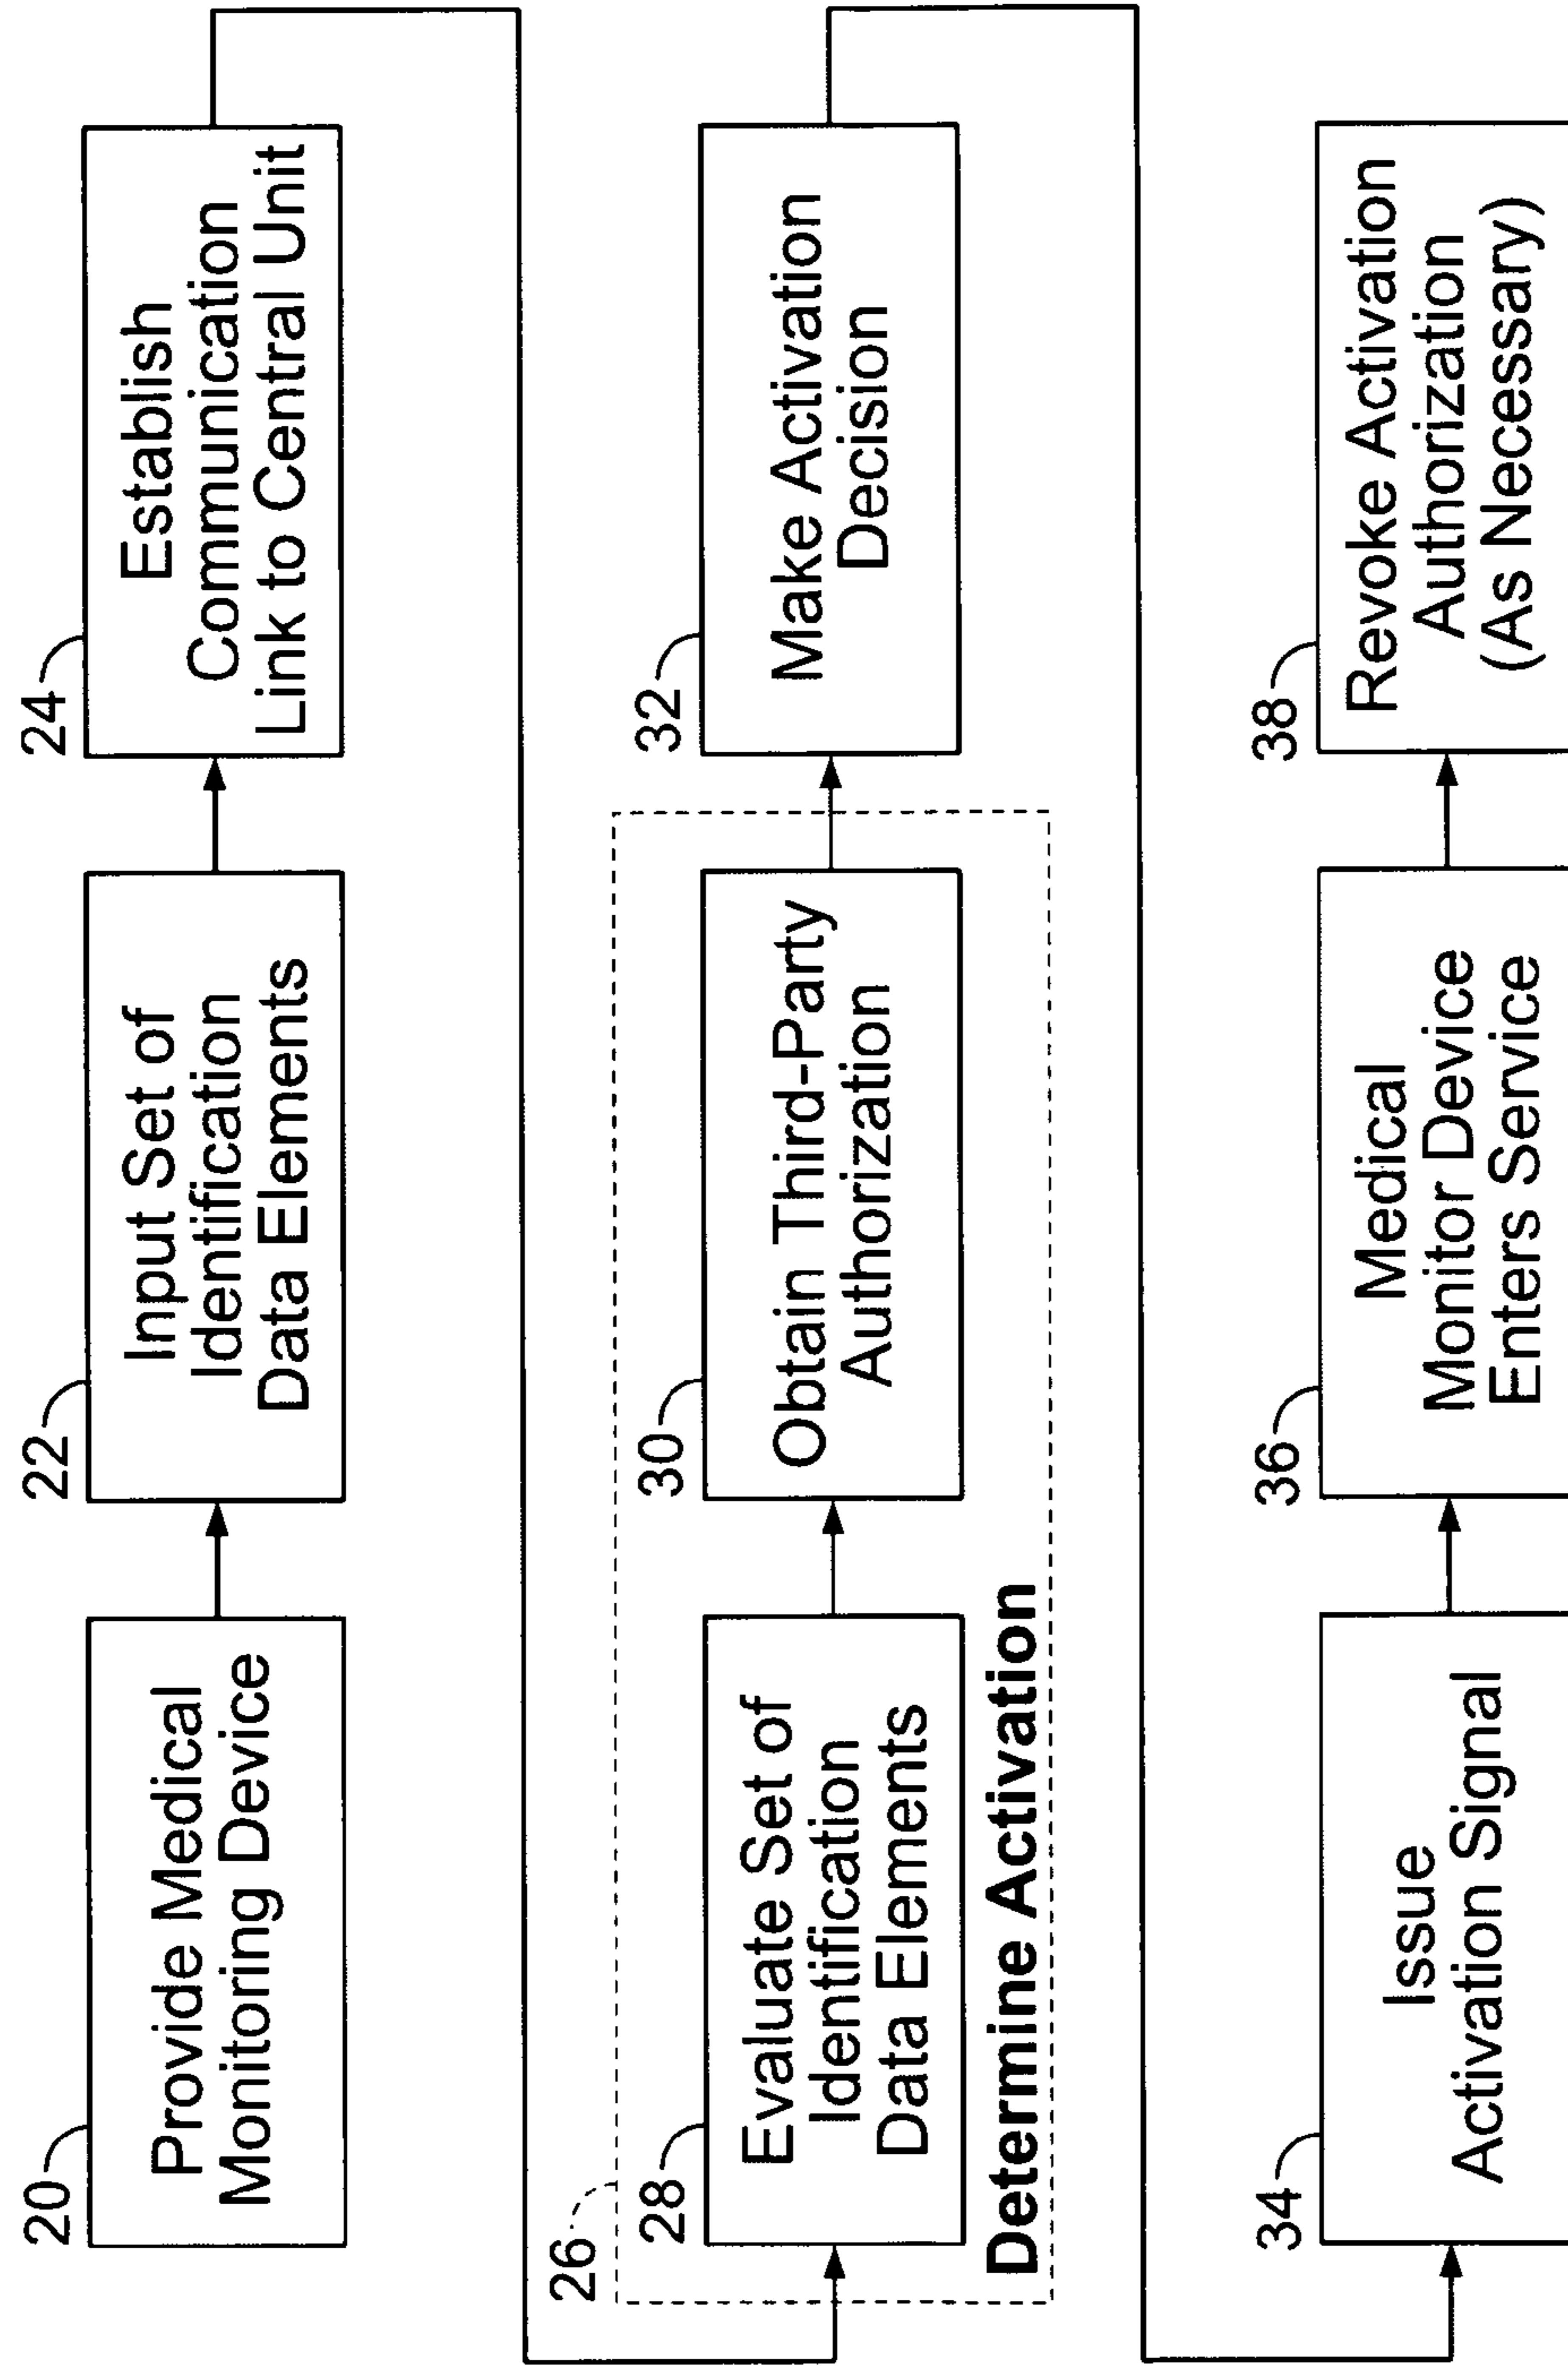 20
Provide Medical
Monitoring Device
22
Input Set of
Identification
Data Elements
24
Establish
Communication
Link to Central Unit
26
28
Evaluate Set of
Identification
Data Elements
30
Obtain Third-Party
Authorization
Determine Activation
32
Make Activation
Decision
34
Issue
Activation Signal
36
Medical
Monitor Device
Enters Service
38
Revoke Activation
Authorization
(As Necessary)